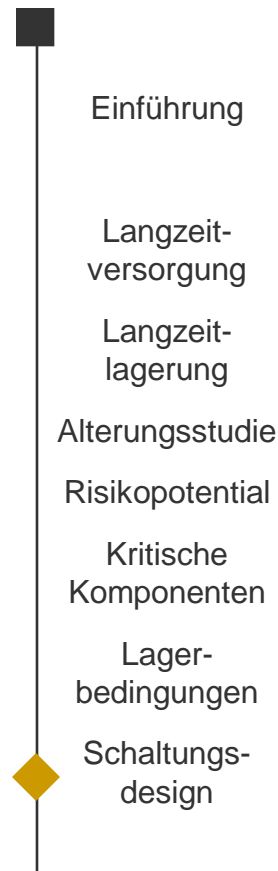 Einführung
Langzeit-
versorgung
Langzeit-
lagerung
Alterungsstudie
Risikopotential
Kritische
Komponenten
Lager-
bedingungen
Schaltungs-
design